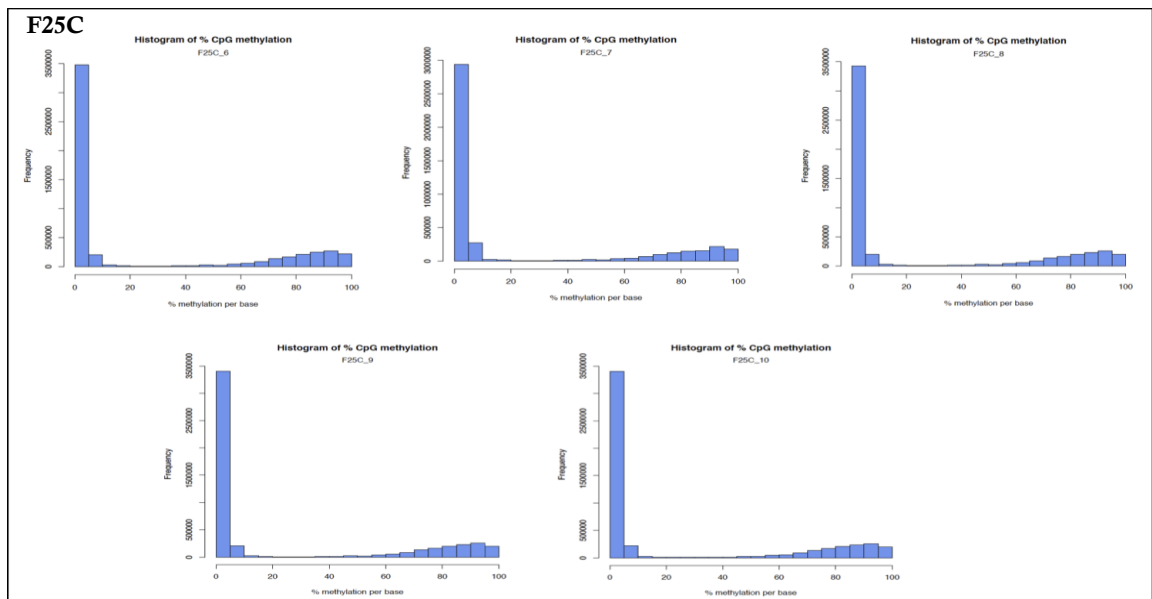 F25C
Histogram of % CpG methylation
F25C_6
Frequency
0
500000
1500000
2500000
3500000
0 20 40 60 80 100
% methylation per base
Histogram of % CpG methylation
F25C_7
Frequency
0
500000
1000000
1500000
2000000
2500000
3000000
0 20 40 60 80 100
% methylation per base
Histogram of % CpG methylation
F25C_8
Frequency
0
500000
1500000
2500000
3500000
0 20 40 60 80 100
% methylation per base
Histogram of % CpG methylation
F25C_9
Frequency
0
500000
1500000
2500000
3500000
0 20 40 60 80 100
% methylation per base
Histogram of % CpG methylation
F25C_10
Frequency
0
500000
1500000
2500000
3500000
0 20 40 60 80 100
% methylation per base